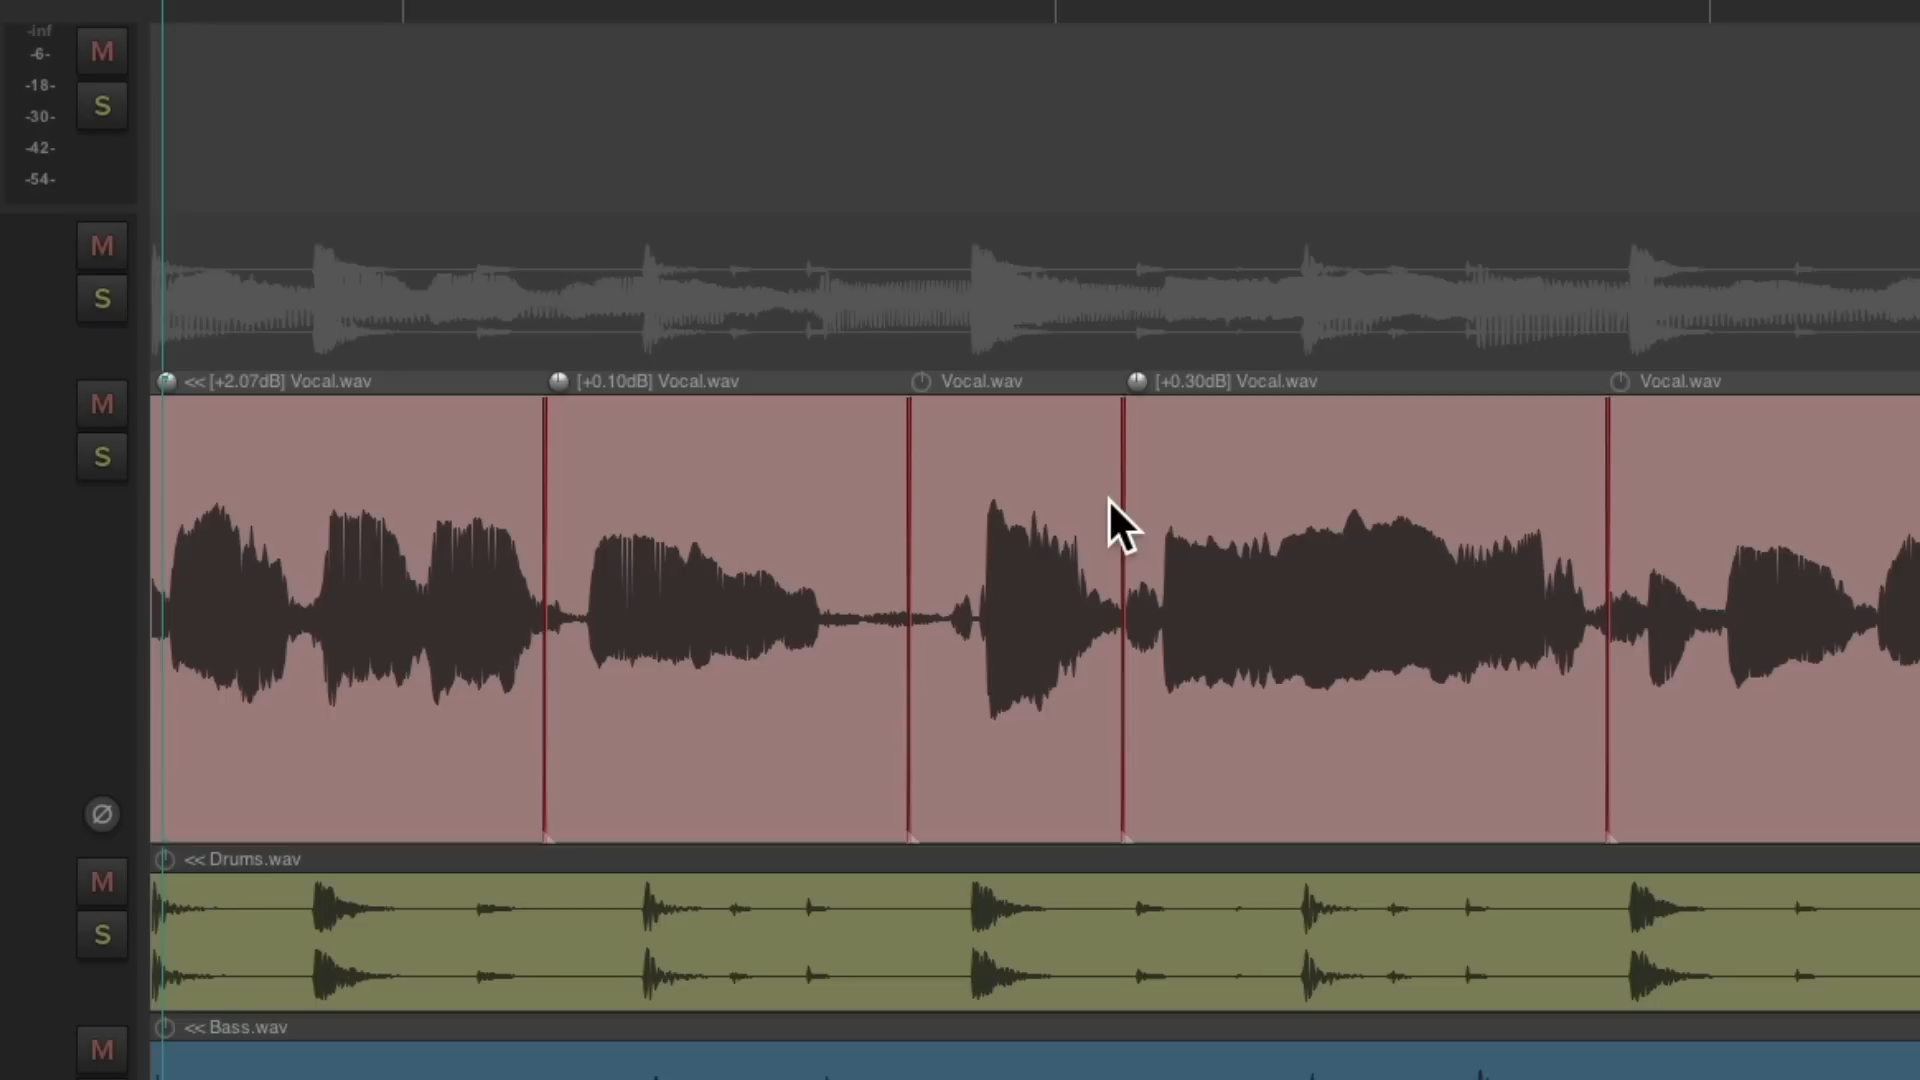 -inf
-6-
-18-
-30-
-42-
-54-
M
S
M
S
<< [+2.07dB] Vocal.wav
[+0.10dB] Vocal.wav
Vocal.wav
[+0.30dB] Vocal.wav
Vocal.wav
M
S
Ø
<< Drums.wav
M
S
<< Bass.wav
M